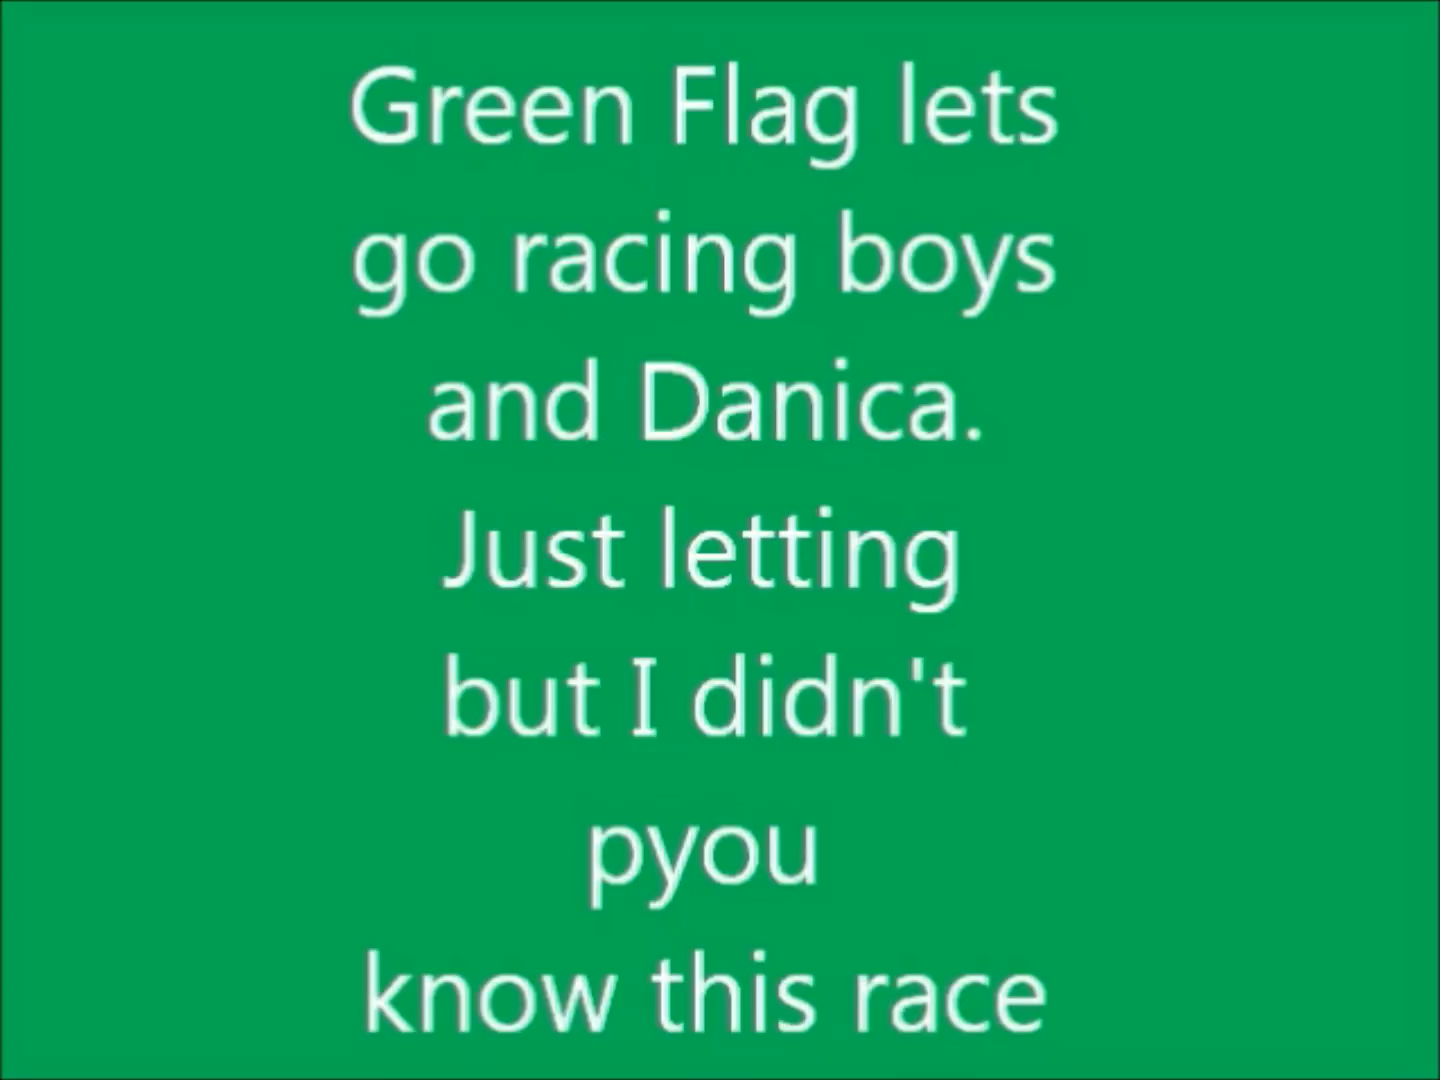 Green Flag lets
go racing boys
and Danica.
Just letting
but I didn't
pyou
know this race